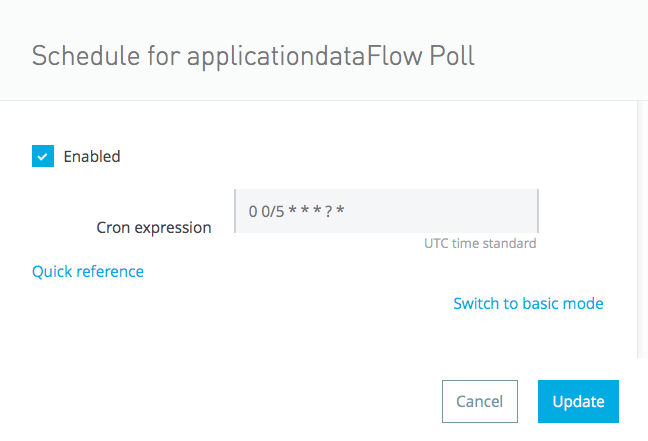 Schedule for applicationdataFlow Poll
Enabled
Cron expression
0 0/5 * * * ? *
UTC time standard
Quick reference
Switch to basic mode
Cancel
Update